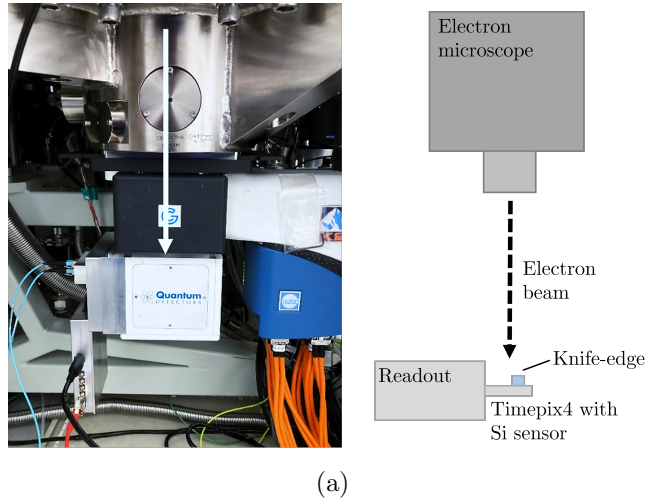 Quantum
DETECTORS
Electron
microscope
Electron
beam
Knife-edge
Readout
Timepix4 with
Si sensor
(a)